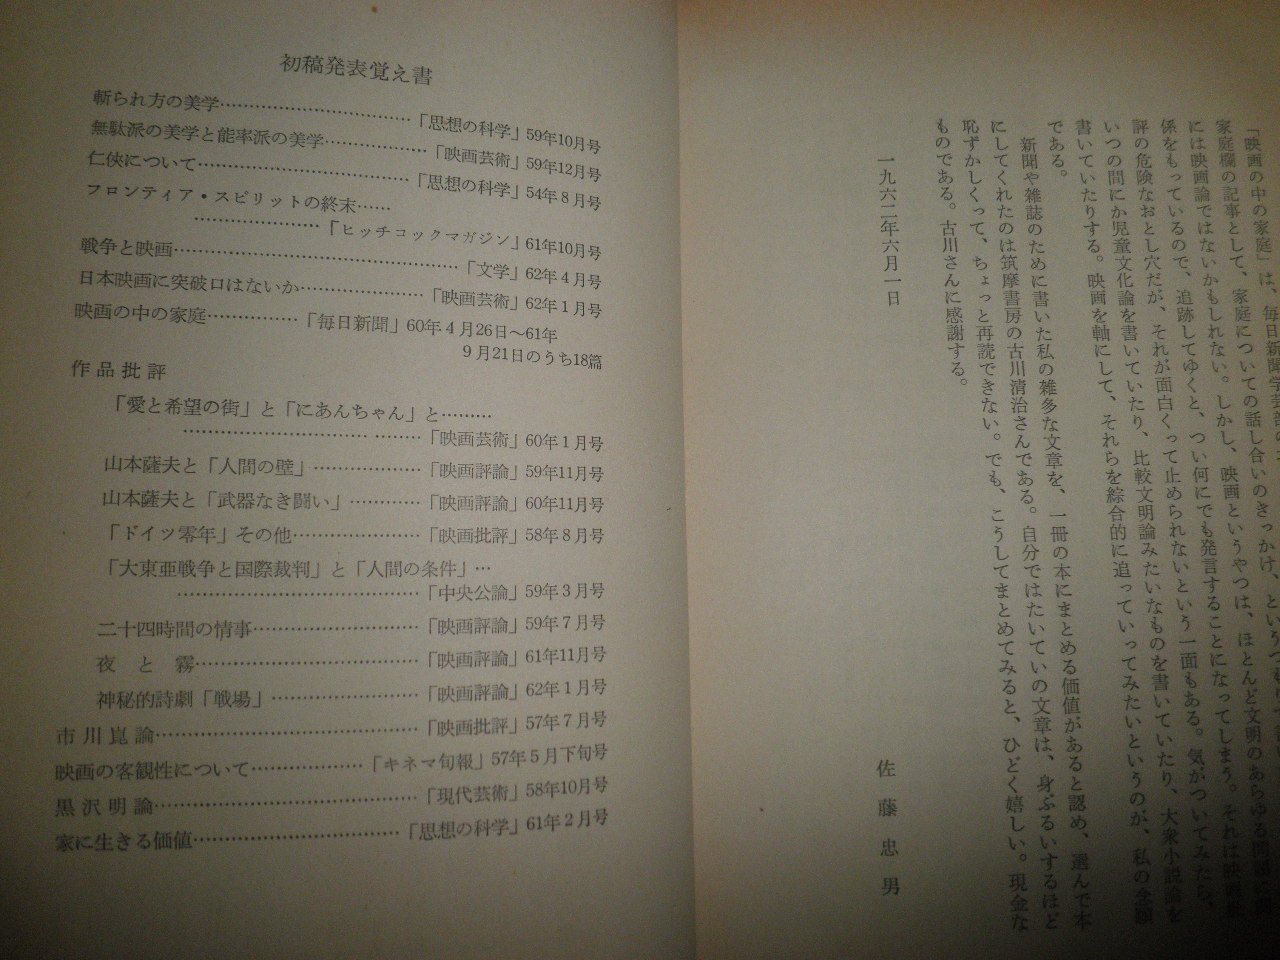 「映画の中の家庭」は、毎日新聞学芸部の
家庭欄の記事として、家庭についての話し合いのきっかけ、という
には映画論ではないかもしれない。しかし、映画というやつは、ほとんど文明のあらゆる問題に関
係をもっているので、追跡してゆくと、つい何にでも発言することになってしまう。それは映画批
評の危険なおとし穴だが、それが面白くって止められないという一面もある。気がついてみたら、
いつの間にか児童文化論を書いていたり、比較文明論みたいなものを書いていたり、大衆小説論を
書いていたりする。映画を軸にして、それらを綜合的に追っていってみたいというのが、私の念願
である。
新聞や雑誌のために書いた私の雑多な文章を、一冊の本にまとめる価値があると認め、選んで本
にしてくれたのは筑摩書房の古川清治さんである。自分ではたいていの文章は、身ぶるいするほど
恥ずかしくって、ちょっと再読できない。でも、こうしてまとめてみると、ひどく嬉しい。現金な
ものである。古川さんに感謝する。
一九六二年六月一日
佐藤忠男
初稿発表覚え書
斬られ方の美学……………………………「思想の科学」59年10月号
無駄派の美学と能率派の美学………………「映画芸術」59年12月号
仁俠について………………………………「思想の科学」54年8月号
フロンティア・スピリットの終末……
…………………「ヒッチコックマガジン」61年10月号
戦争と映画…………………………………………「文学」62年4月号
日本映画に突破口はないか…………………「映画芸術」62年1月号
映画の中の家庭……………「毎日新聞」60年4月26日〜61年
9月21日のうち18篇
作品批評
「愛と希望の街」と「にあんちゃん」と………
…………………………………「映画芸術」60年1月号
山本薩夫と「人間の壁」………………「映画評論」59年11月号
山本薩夫と「武器なき闘い」…………「映画評論」60年11月号
「ドイツ零年」その他…………………「映画批評」58年8月号
「大東亜戦争と国際裁判」と「人間の条件」…
…………………………………「中央公論」59年3月号
二十四時間の情事………………………「映画評論」59年7月号
夜と霧…………………………………「映画評論」61年11月号
神秘的詩劇「戦場」……………………「映画評論」62年1月号
市川崑論……………………………………「映画批評」57年7月号
映画の客観性について………………「キネマ旬報」57年5月下旬号
黒沢明論……………………………………「現代芸術」58年10月号
家に生きる価値……………………………「思想の科学」61年2月号